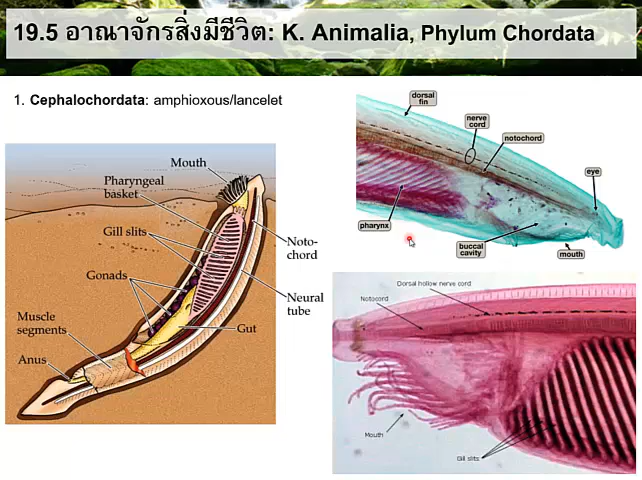 19.5 อาณาจักรสิ่งมีชีวิต: K. Animalia, Phylum Chordata
1. Cephalochordata: amphioxous/lancelet
Mouth
Pharyngeal
basket
Gill slits
Gonads
Muscle
segments
Anus
Noto-
chord
Neural
tube
Gut
dorsal
fin
nerve
cord
notochord
eye
pharynx
buccal
cavity
mouth
Dorsal hollow nerve cord
Notocord
Mouth
Gill slits